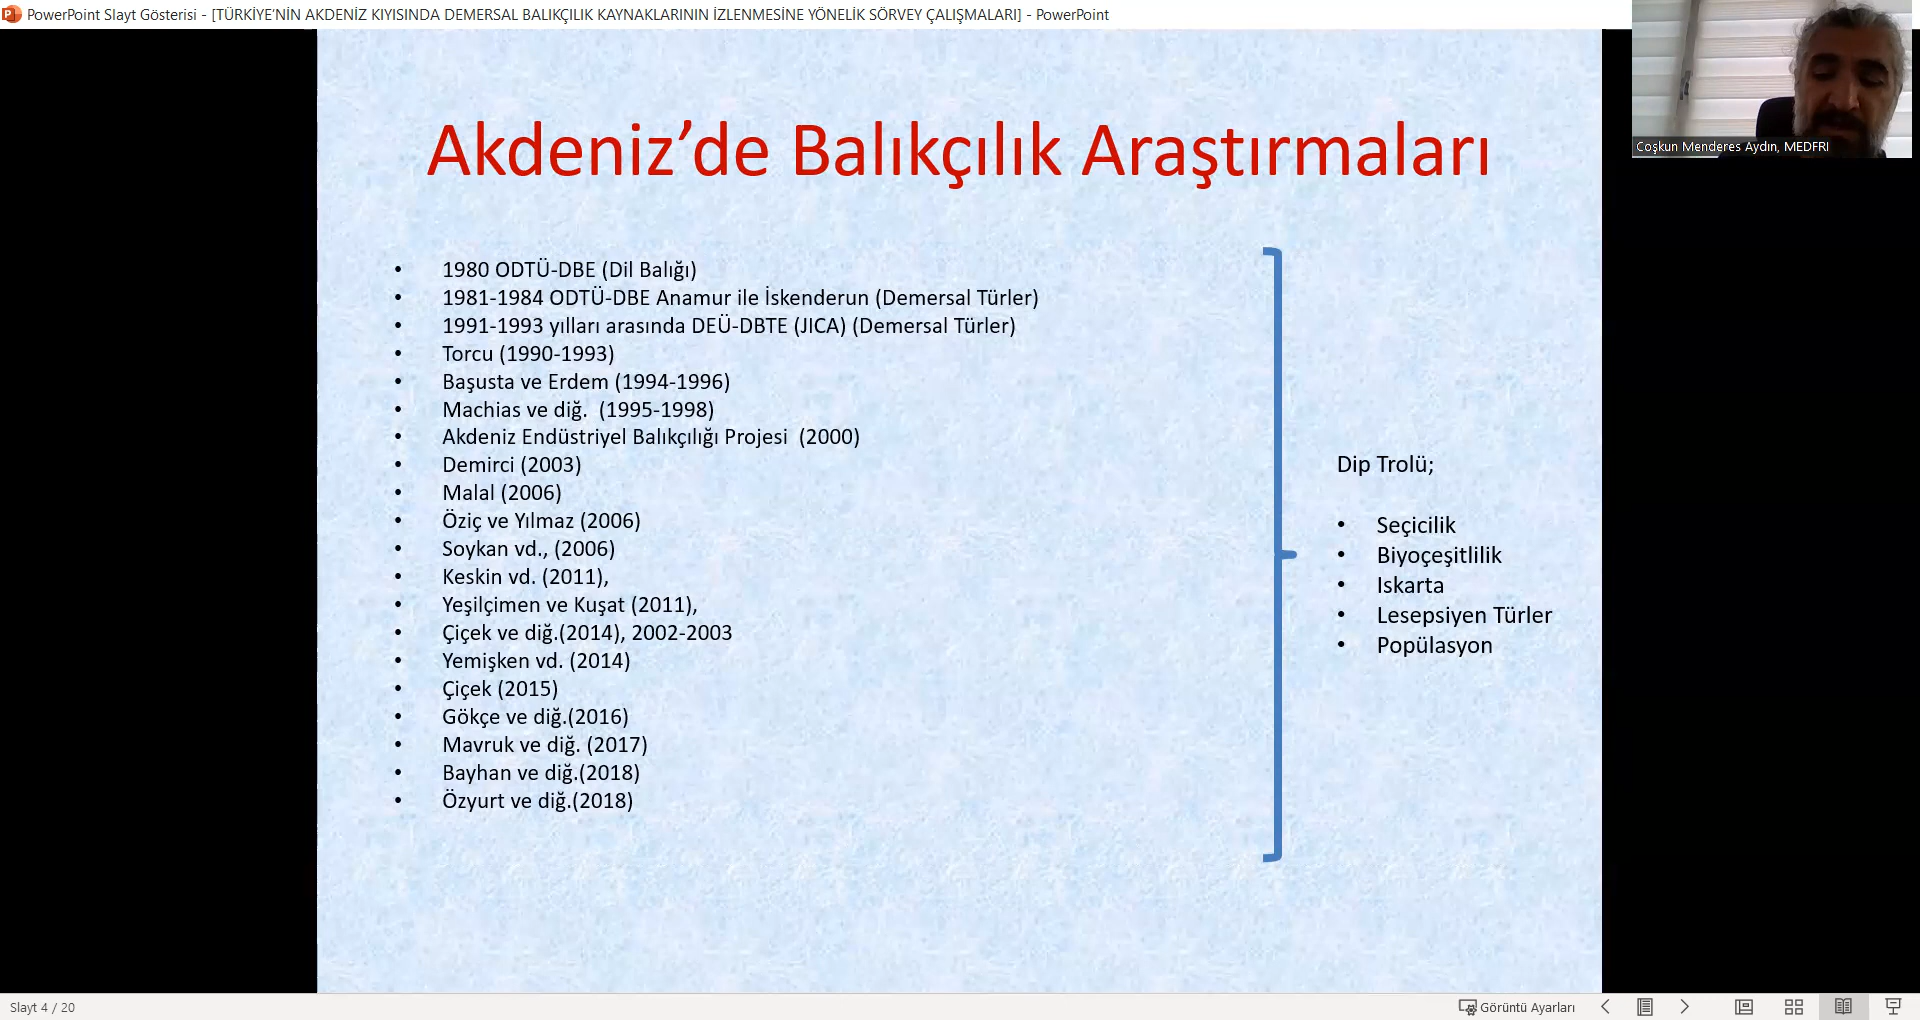 PowerPoint Slayt Gösterisi - [TÜRKİYE'NİN AKDENİZ KIYISINDA DEMERSAL BALIKÇILIK KAYNAKLARININ İZLENMESİNE YÖNELİK SÖRVEY ÇALIŞMALARI] - PowerPoint
Coşkun Menderes Aydın, MEDFRI
Akdeniz’de Balıkçılık Araştırmaları
• 1980 ODTÜ-DBE (Dil Balığı)
• 1981-1984 ODTÜ-DBE Anamur ile İskenderun (Demersal Türler)
• 1991-1993 yılları arasında DEÜ-DBTE (JICA) (Demersal Türler)
• Torcu (1990-1993)
• Başusta ve Erdem (1994-1996)
• Machias ve diğ. (1995-1998)
• Akdeniz Endüstriyel Balıkçılığı Projesi (2000)
• Demirci (2003)
• Malal (2006)
• Öziç ve Yılmaz (2006)
• Soykan vd., (2006)
• Keskin vd. (2011),
• Yeşilçimen ve Kuşat (2011),
• Çiçek ve diğ.(2014), 2002-2003
• Yemişken vd. (2014)
• Çiçek (2015)
• Gökçe ve diğ.(2016)
• Mavruk ve diğ. (2017)
• Bayhan ve diğ.(2018)
• Özyurt ve diğ.(2018)
Dip Trolü;
• Seçicilik
• Biyoçeşitlilik
• Iskarta
• Lesepsiyen Türler
• Popülasyon
Slayt 4 / 20
Görüntü Ayarları